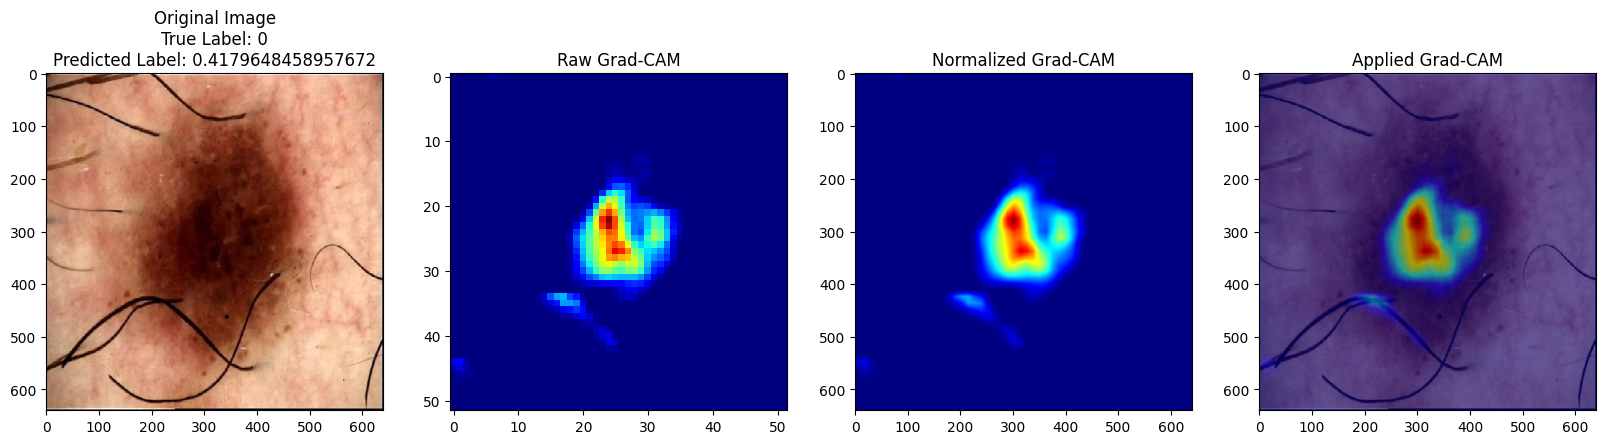 Original Image
True Label: 0
Predicted Label: 0.4179648458957672
Raw Grad-CAM
Normalized Grad-CAM
Applied Grad-CAM
0
100
200
300
400
500
600
0 100 200 300 400 500 600
0
10
20
30
40
50
0 10 20 30 40 50
0
100
200
300
400
500
600
0 100 200 300 400 500 600
0
100
200
300
400
500
600
0 100 200 300 400 500 600